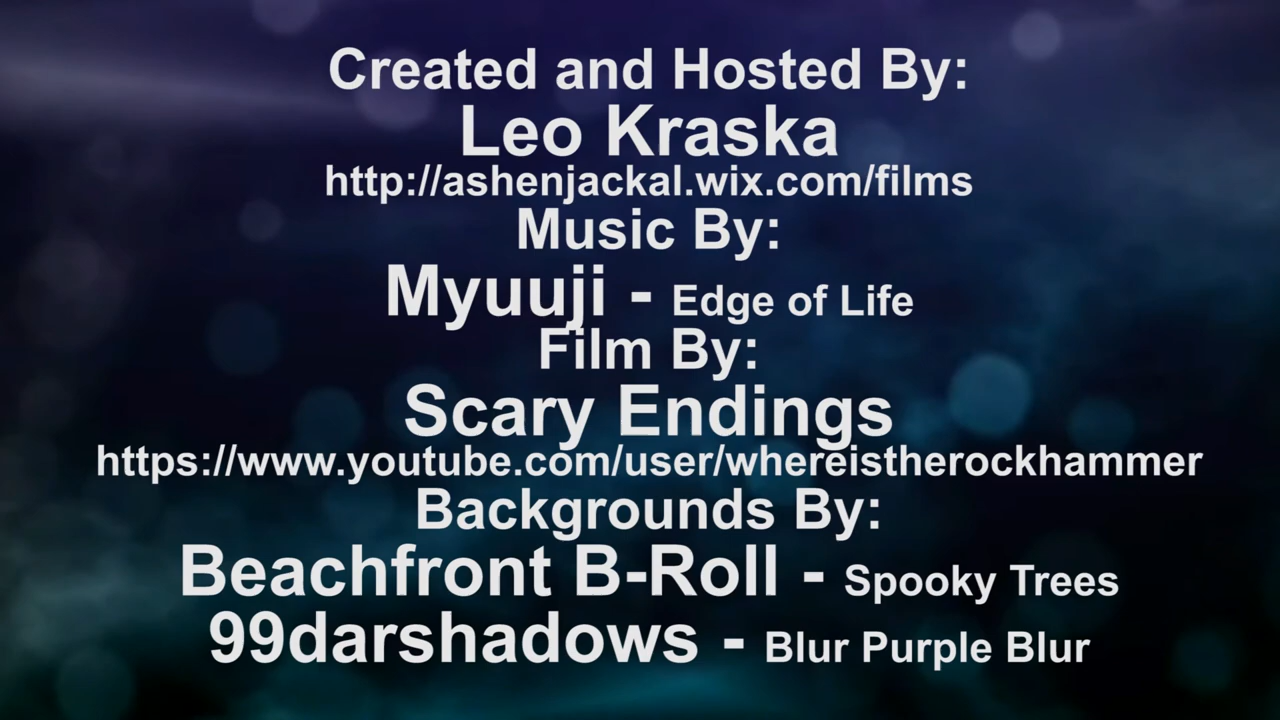 Created and Hosted By:
Leo Kraska
http://ashenjackal.wix.com/films
Music By:
Myuuji - Edge of Life
Film By:
Scary Endings
https://www.youtube.com/user/whereistherockhammer
Backgrounds By:
Beachfront B-Roll - Spooky Trees
99darshadows - Blur Purple Blur